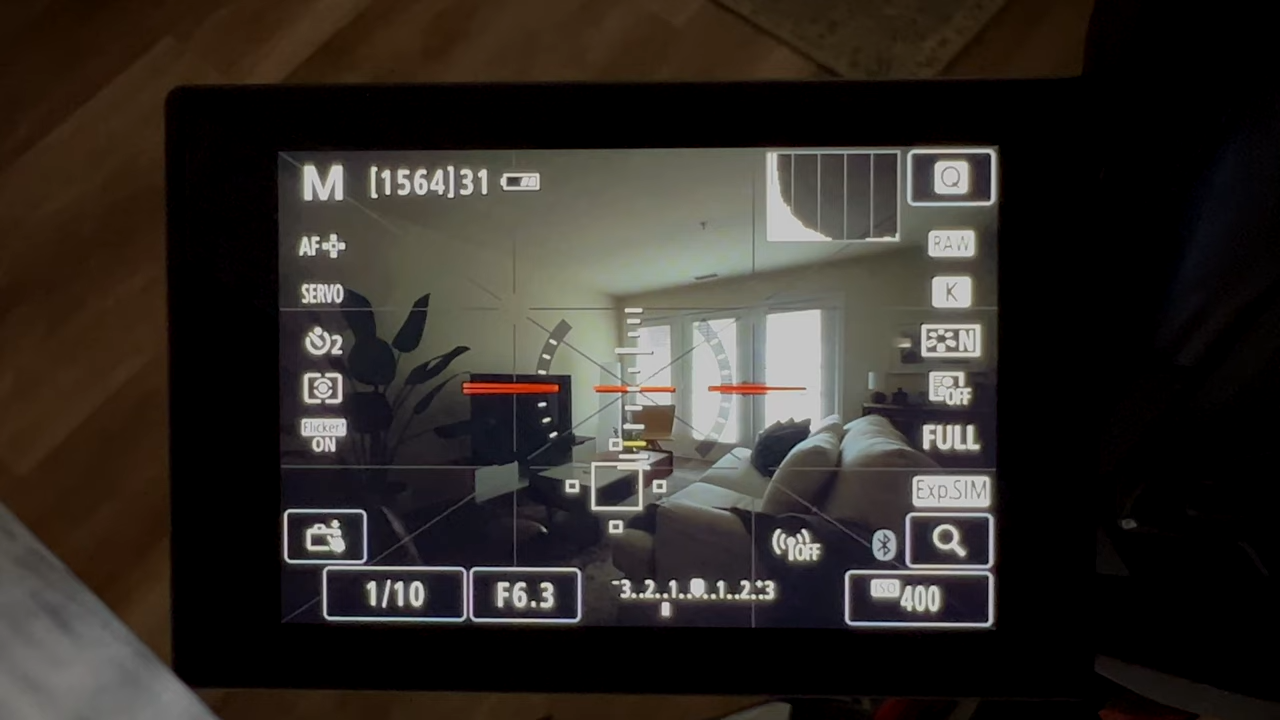 M [1564]31
Q
AF
RAW
SERVO
K
2
N
OFF
Flicker!
ON
FULL
Exp.SIM
OFF
1/10
F6.3
-3..2..1..0..1..2..+3
ISO 400